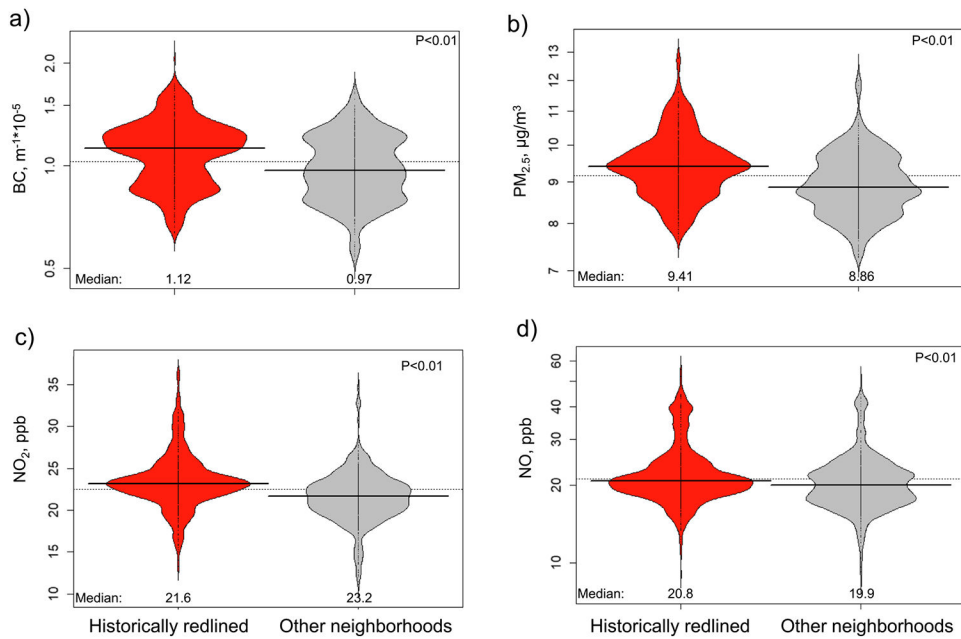 a)
P<0.01
BC, m⁻¹*10⁻⁵
2.0
1.5
1.0
0.5
Median:
1.12
0.97
b)
P<0.01
PM₂.₅, µg/m³
13
12
11
10
9
8
7
Median:
9.41
8.86
c)
P<0.01
NO₂, ppb
35
30
25
20
15
10
Median:
21.6
23.2
Historically redlined
Other neighborhoods
d)
P<0.01
NO, ppb
60
40
30
20
10
Median:
20.8
19.9
Historically redlined
Other neighborhoods